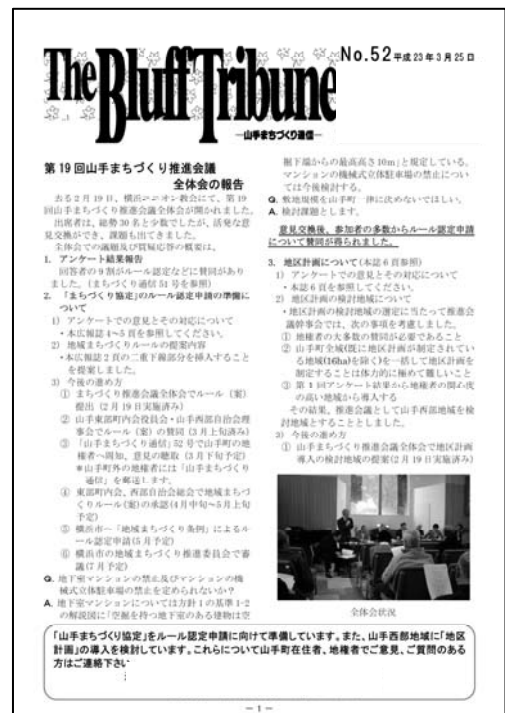 The Bluff Tribune
No.52 平成23年3月25日
―山手まちづくり通信―
第19回山手まちづくり推進会議
全体会の報告
去る2月19日、横浜ユニオン教会にて、第19
回山手まちづくり推進会議全体会が開かれました。
出席者は、総勢30名と少数でしたが、活発な意
見交換ができ、課題も出てきました。
全体会での議題及び質疑応答の概要は、
1. アンケート結果報告
回答者の9割がルール認定などに賛同があり
ました。(まちづくり通信51号を参照)
2. 「まちづくり協定」のルール認定申請の準備に
ついて
1) アンケートでの意見とその対応について
・本広報誌4~5頁を参照してください。
2) 地域まちづくりルールの提案内容
・本広報誌2頁の二重下線部分を挿入すること
を提案しました。
3) 今後の進め方
① まちづくり推進会議全体会でルール(案)
提出(2月19日実施済み)
② 山手東部町内会役員会・山手西部自治会理
事会でルール(案)の賛同(3月上旬済み)
③ 「山手まちづくり通信」52号で山手町の地
権者へ周知、意見の聴取(3月下旬予定)
*山手町外の地権者には「山手まちづくり
通信」を郵送します。
④ 東部町内会、西部自治会総会で地域まちづ
くりルール(案)の承認(4月中旬~5月上旬
予定)
⑤ 横浜市へ「地域まちづくり条例」によるル
ール認定申請(5月予定)
⑥ 横浜市の地域まちづくり推進委員会で審
議(7月予定)
Q. 地下室マンションの禁止及びマンションの機
械式立体駐車場の禁止を定められないか?
A. 地下室マンションについては方針1の基準1-2
の解説図に「空掘を持つ地下室のある建物は空
掘下端からの最高高さ10m」と規定している。
マンションの機械式立体駐車場の禁止につい
ては今後検討する。
Q. 敷地規模を山手町一律に決めないでほしい。
A. 検討課題とします。
意見交換後、参加者の多数からルール認定申請
について賛同が得られました。
3. 地区計画について(本誌6頁参照)
1) アンケートでの意見とその対応について
・本誌6頁を参照してください。
2) 地区計画の検討地域について
・地区計画の検討地域の選定に当たって推進会
議幹事会では、次の事項を考慮しました。
① 地権者の大多数の賛同が必要であること
② 山手町全域(既に地区計画が制定されてい
る地域(16ha)を除く)を一括して地区計画を
制定することは体力的に極めて難しいこと
③ 第1回アンケート結果から地権者の関心度
の高い地域から導入する
その結果、推進会議として山手西部地域を検
討地域とすることとしました。
3) 今後の進め方
① 山手まちづくり推進会議全体会で地区計画
導入の検討地域の提案(2月19日実施済み)
全体会状況
「山手まちづくり協定」をルール認定申請に向けて準備しています。また、山手西部地域に「地区
計画」の導入を検討しています。これらについて山手町在住者、地権者でご意見、ご質問のある
方はご連絡下さい
- 1 -